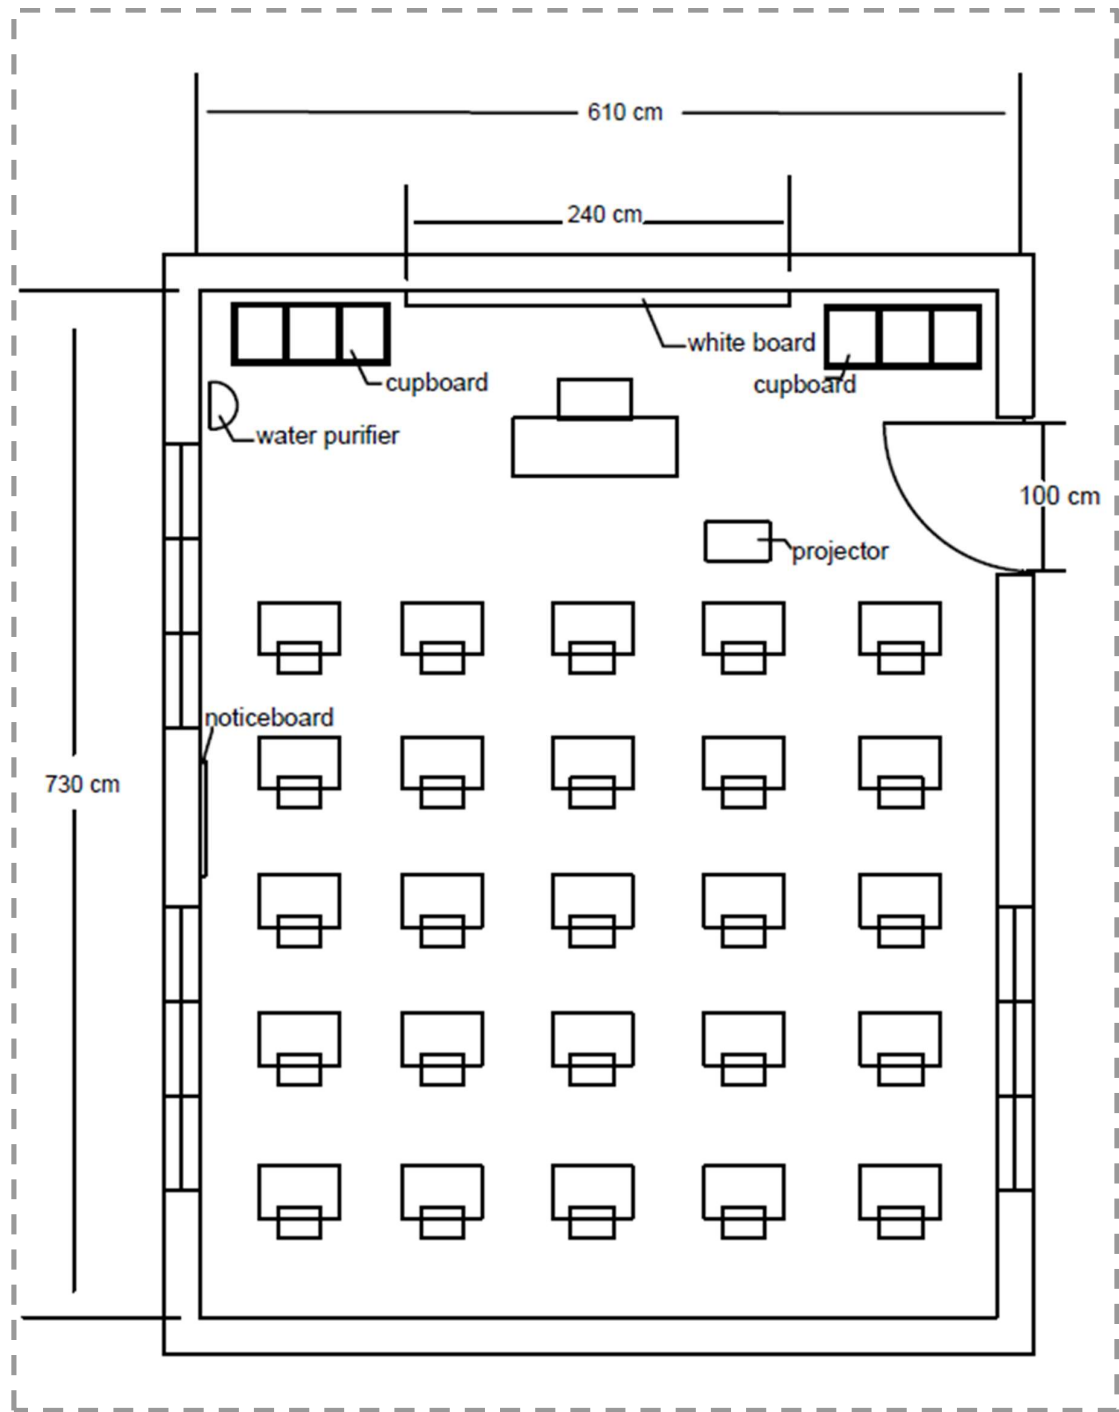 610 cm
240 cm
white board
cupboard
cupboard
water purifier
100 cm
projector
noticeboard
730 cm